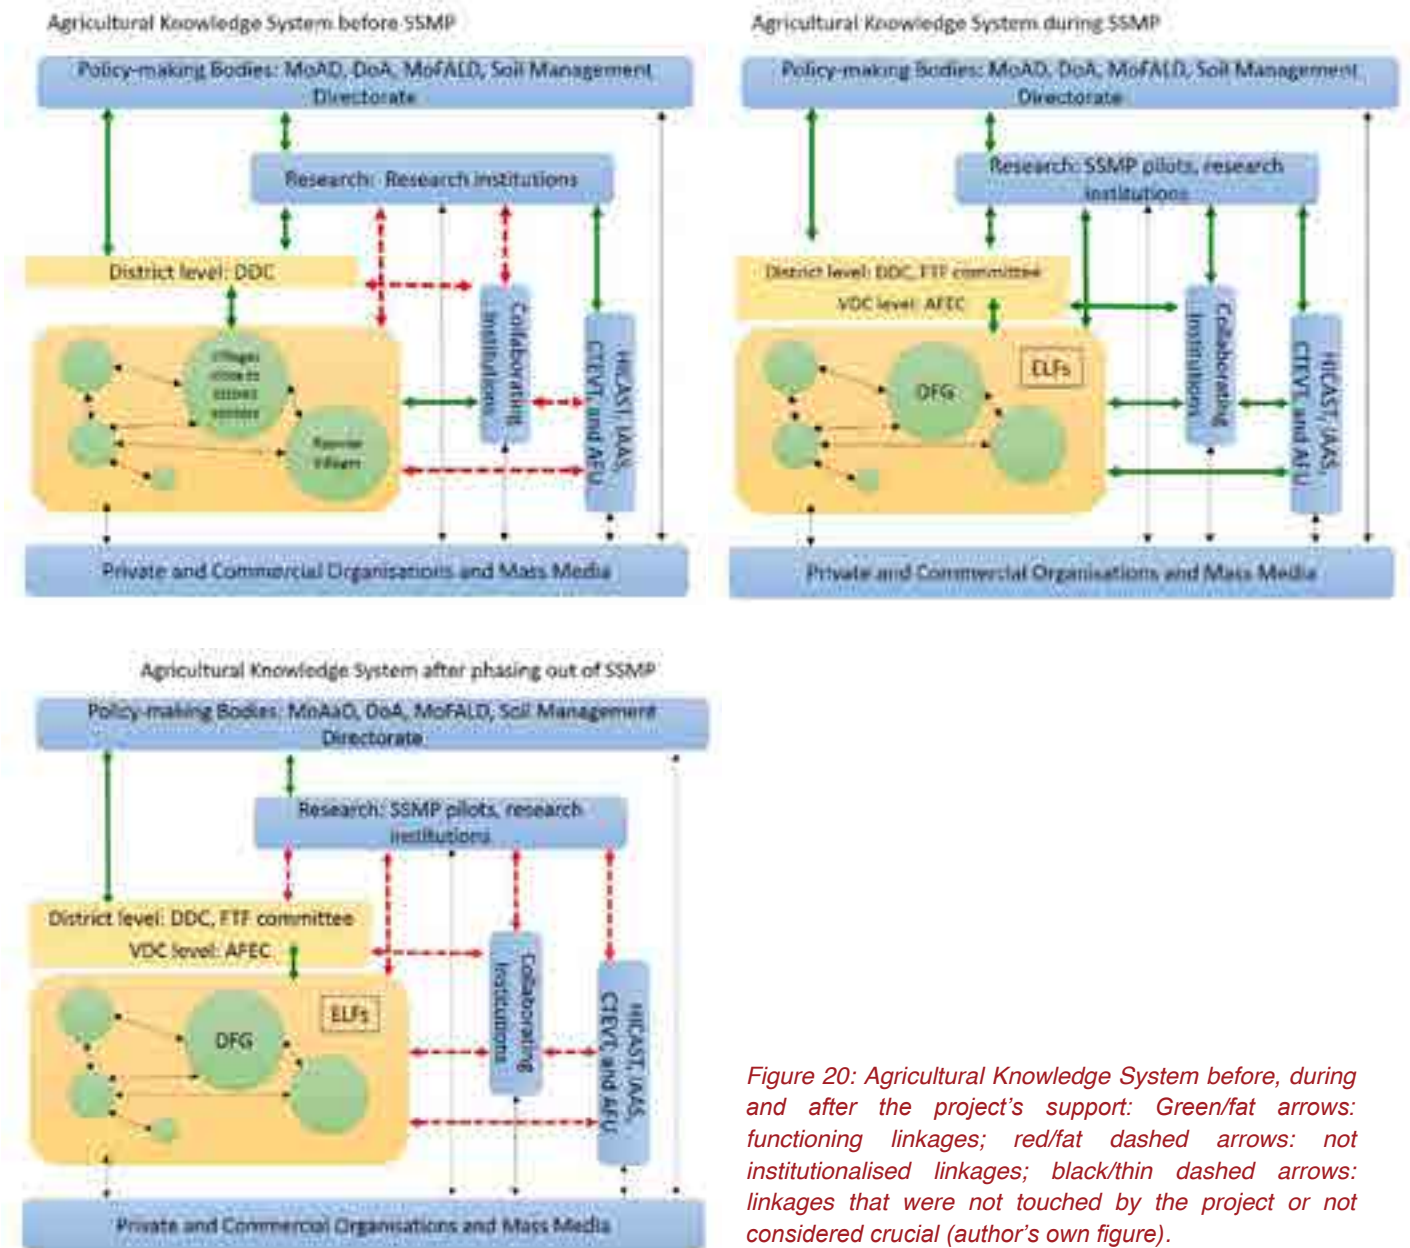 Agricultural Knowledge System before SSMP
Policy-making Bodies: MoAD, DoA, MoFALD, Soil Management
Directorate
Research: Research institutions
District level: DDC
Villages
close to
district
Remote
villages
Collaborating
Institutions
HICAST, IAAS,
CTEVT, and AFU
Private and Commercial Organisations and Mass Media
Agricultural Knowledge System during SSMP
Policy-making Bodies: MoAD, DoA, MoFALD, Soil Management
Directorate
Research: SSMP pilots, research
institutions
District level: DDC, FTF committee
VDC level: AFEC
DFG
ELFs
Collaborating
Institutions
HICAST, IAAS,
CTEVT, and AFU
Private and Commercial Organisations and Mass Media
Agricultural Knowledge System after phasing out of SSMP
Policy-making Bodies: MoAaD, DoA, MoFALD, Soil Management
Directorate
Research: SSMP pilots, research
institutions
District level: DDC, FTF committee
VDC level: AFEC
DFG
ELFs
Collaborating
Institutions
HICAST, IAAS,
CTEVT, and AFU
Private and Commercial Organisations and Mass Media
Figure 20: Agricultural Knowledge System before, during
and after the project's support: Green/fat arrows:
functioning linkages; red/fat dashed arrows: not
institutionalised linkages; black/thin dashed arrows:
linkages that were not touched by the project or not
considered crucial (author's own figure).